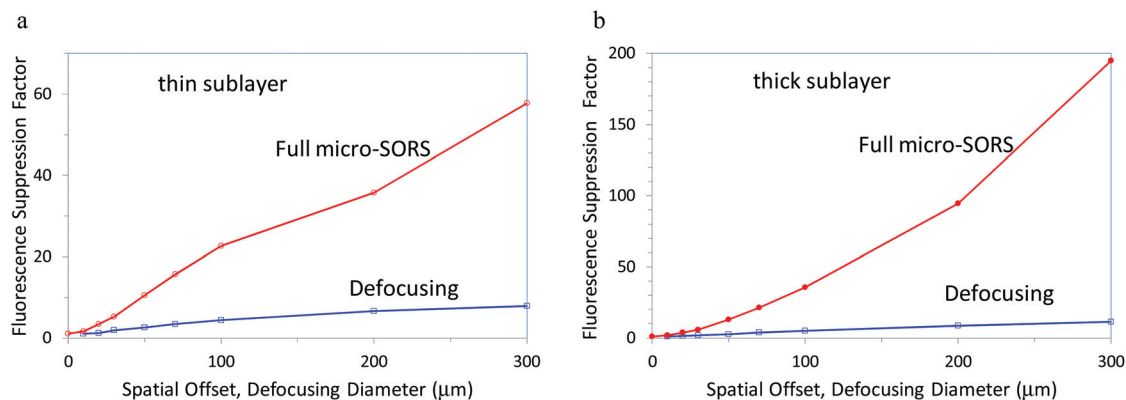 a
Fluorescence Suppression Factor
60
40
20
0
thin sublayer
Full micro-SORS
Defocusing
0 100 200 300
Spatial Offset, Defocusing Diameter (µm)
b
Fluorescence Suppression Factor
200
150
100
50
0
thick sublayer
Full micro-SORS
Defocusing
0 100 200 300
Spatial Offset, Defocusing Diameter (µm)